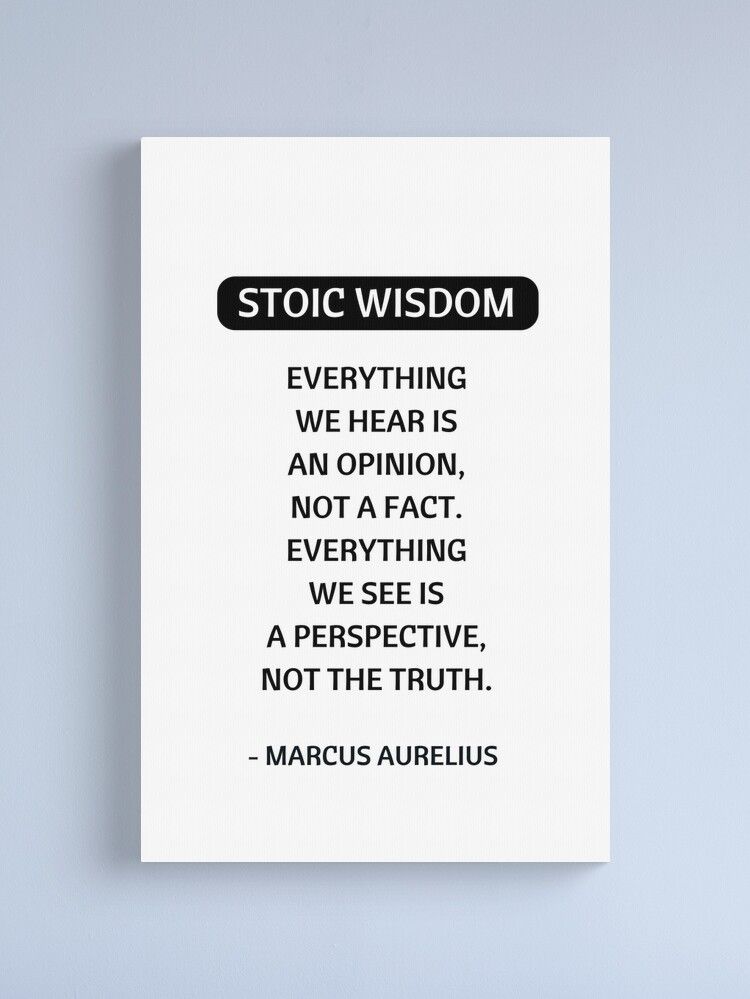 STOIC WISDOM
EVERYTHING
WE HEAR IS
AN OPINION,
NOT A FACT.
EVERYTHING
WE SEE IS
A PERSPECTIVE,
NOT THE TRUTH.
- MARCUS AURELIUS